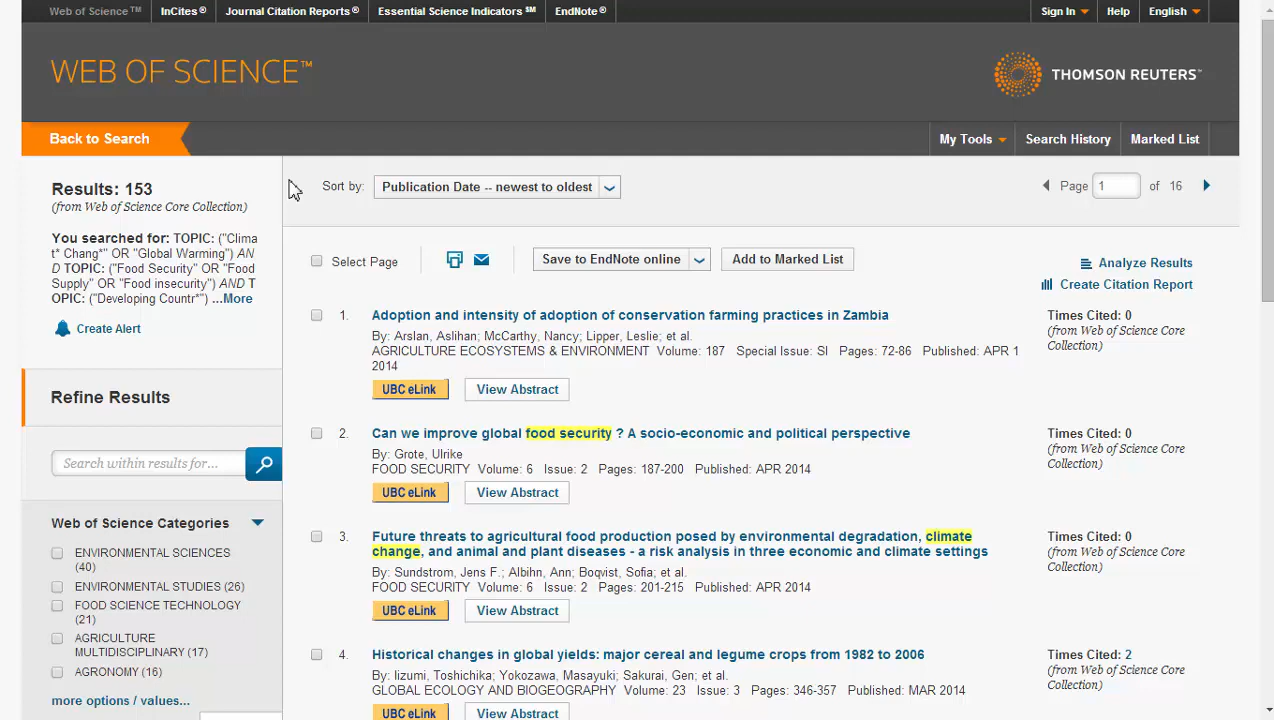 Web of Science™ InCites® Journal Citation Reports® Essential Science Indicators℠ EndNote® Sign In Help English
WEB OF SCIENCE™ THOMSON REUTERS™
Back to Search My Tools Search History Marked List
Results: 153
(from Web of Science Core Collection)
You searched for: TOPIC: ("Clima
t* Chang*" OR "Global Warming") AN
D TOPIC: ("Food Security" OR "Food
Supply" OR "Food insecurity") AND T
OPIC: ("Developing Countr*") ...More
Create Alert
Refine Results
Search within results for...
Web of Science Categories
ENVIRONMENTAL SCIENCES
(40)
ENVIRONMENTAL STUDIES (26)
FOOD SCIENCE TECHNOLOGY
(21)
AGRICULTURE
MULTIDISCIPLINARY (17)
AGRONOMY (16)
more options / values...
Sort by: Publication Date -- newest to oldest Page 1 of 16
Select Page Save to EndNote online Add to Marked List
Analyze Results
Create Citation Report
1. Adoption and intensity of adoption of conservation farming practices in Zambia
By: Arslan, Aslihan; McCarthy, Nancy; Lipper, Leslie; et al.
AGRICULTURE ECOSYSTEMS & ENVIRONMENT Volume: 187 Special Issue: SI Pages: 72-86 Published: APR 1
2014
UBC eLink View Abstract
Times Cited: 0
(from Web of Science Core
Collection)
2. Can we improve global food security ? A socio-economic and political perspective
By: Grote, Ulrike
FOOD SECURITY Volume: 6 Issue: 2 Pages: 187-200 Published: APR 2014
UBC eLink View Abstract
Times Cited: 0
(from Web of Science Core
Collection)
3. Future threats to agricultural food production posed by environmental degradation, climate
change, and animal and plant diseases - a risk analysis in three economic and climate settings
By: Sundstrom, Jens F.; Albihn, Ann; Boqvist, Sofia; et al.
FOOD SECURITY Volume: 6 Issue: 2 Pages: 201-215 Published: APR 2014
UBC eLink View Abstract
Times Cited: 0
(from Web of Science Core
Collection)
4. Historical changes in global yields: major cereal and legume crops from 1982 to 2006
By: Iizumi, Toshichika; Yokozawa, Masayuki; Sakurai, Gen; et al.
GLOBAL ECOLOGY AND BIOGEOGRAPHY Volume: 23 Issue: 3 Pages: 346-357 Published: MAR 2014
UBC eLink View Abstract
Times Cited: 2
(from Web of Science Core
Collection)